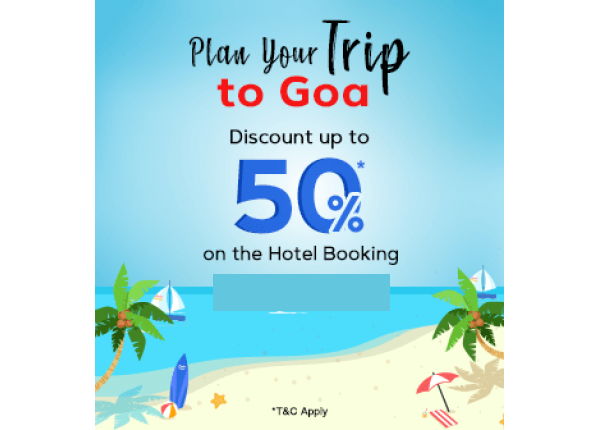 Plan Your Trip
to Goa
Discount up to
50%*
on the Hotel Booking
*T&C Apply